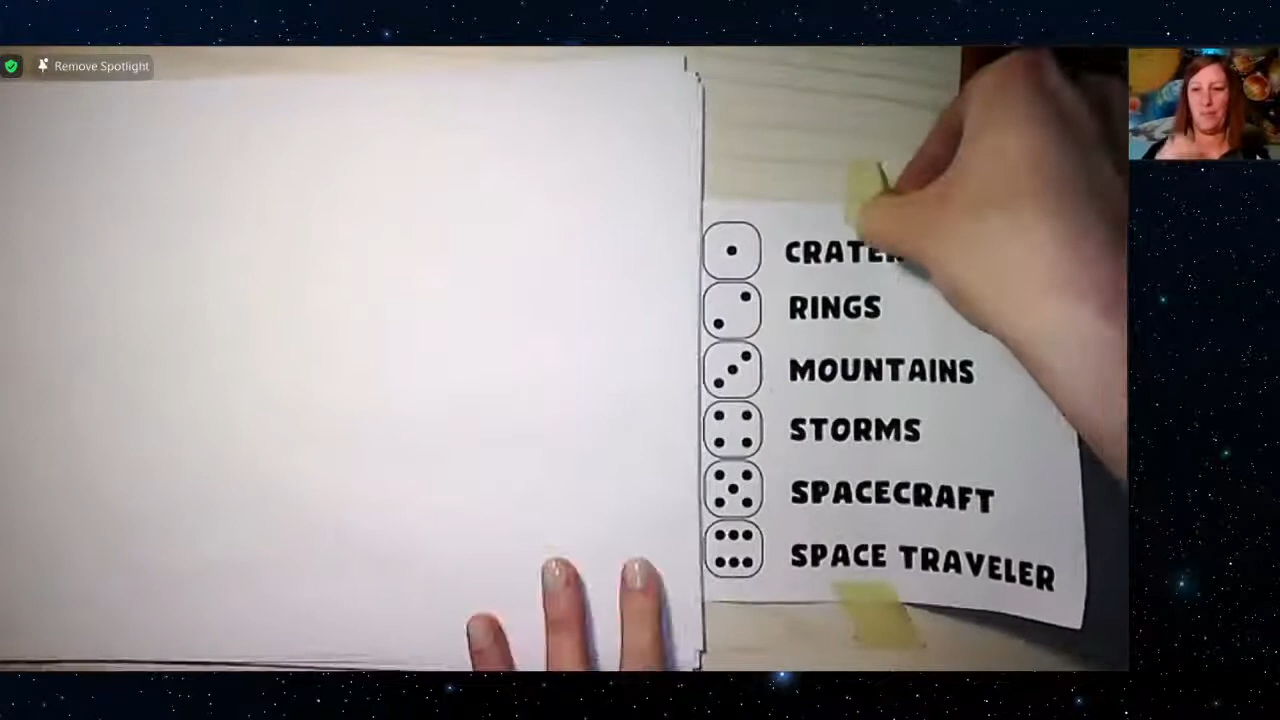 Remove Spotlight
RINGS
MOUNTAINS
STORMS
SPACECRAFT
SPACE TRAVELER